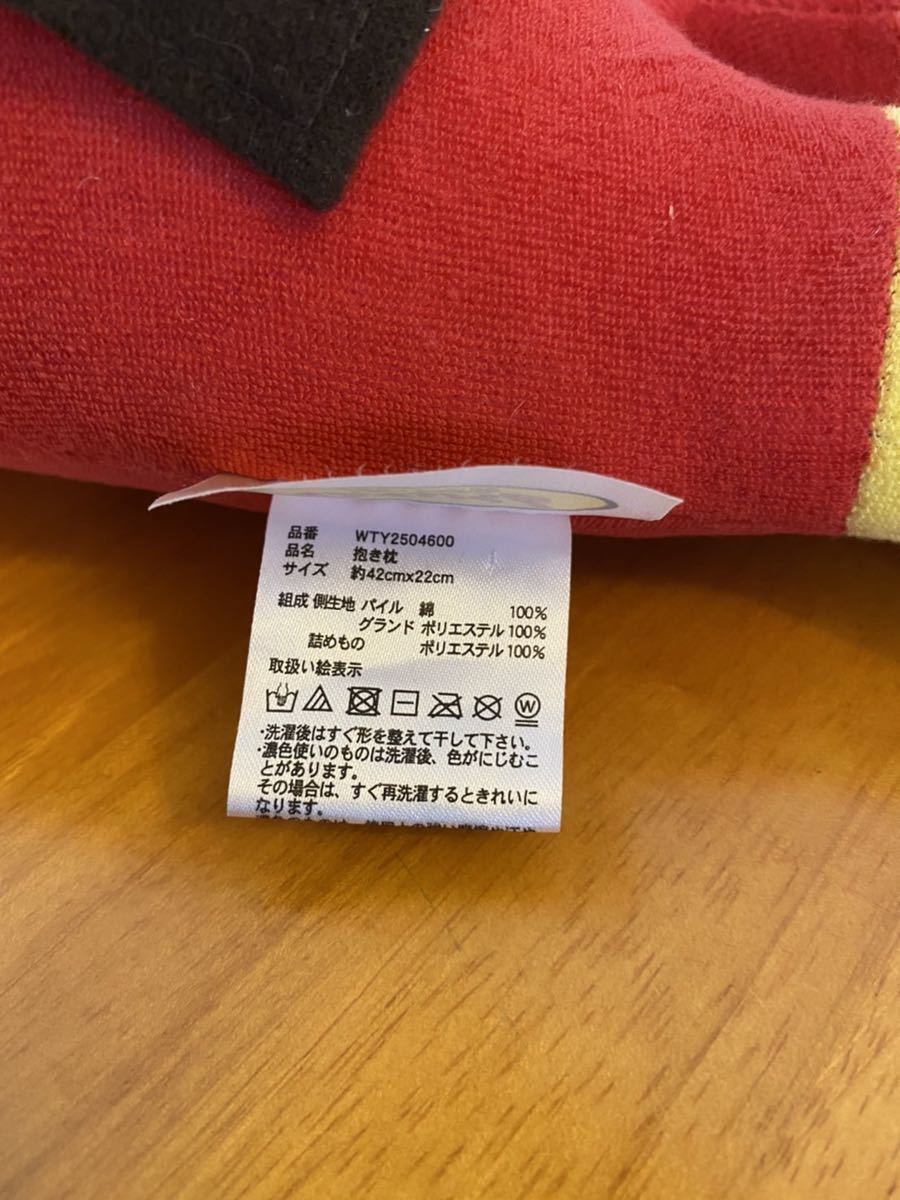 品番 WTY2504600
品名 抱き枕
サイズ 約42cmx22cm
組成 側生地 パイル 綿 100%
グランド ポリエステル 100%
詰めもの ポリエステル 100%
取扱い絵表示
W
・洗濯後はすぐ形を整えて干して下さい。
・濃色使いのものは洗濯後、色がにじむこ
とがあります。
その場合は、すぐ再洗濯するときれいに
なります。